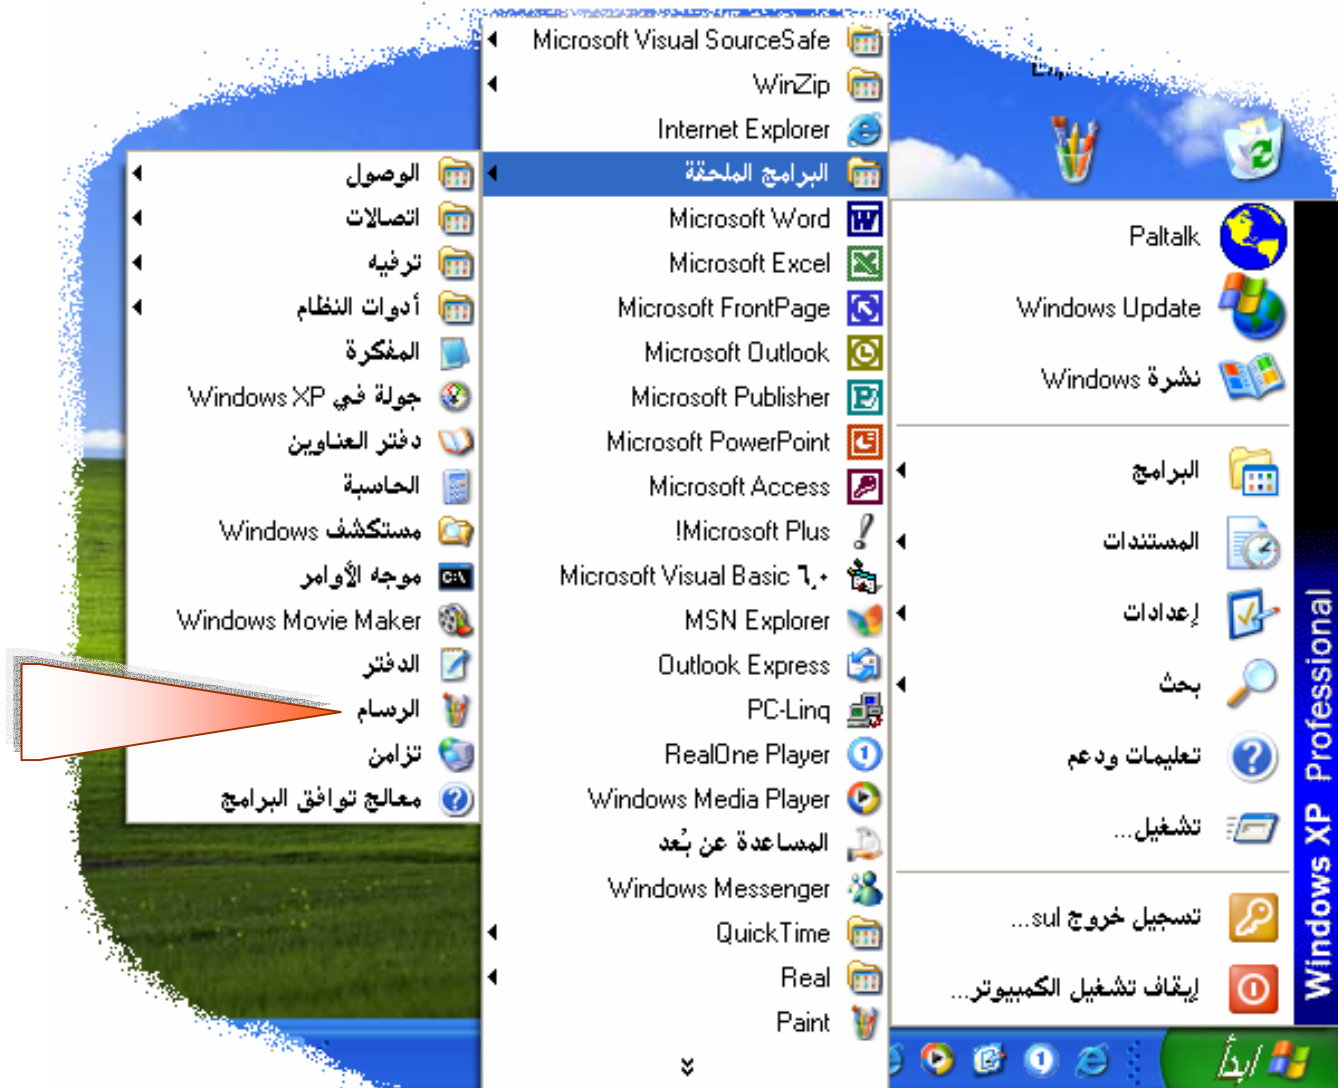 Microsoft Visual SourceSafe
WinZip
Internet Explorer
البرامج الملحقة
Microsoft Word
Microsoft Excel
Microsoft FrontPage
Microsoft Outlook
Microsoft Publisher
Microsoft PowerPoint
Microsoft Access
!Microsoft Plus
Microsoft Visual Basic ٦,٠
MSN Explorer
Outlook Express
PC-Linq
RealOne Player
Windows Media Player
المساعدة عن بُعد
Windows Messenger
QuickTime
Real
Paint
Paltalk
Windows Update
نشرة Windows
البرامج
المستندات
إعدادات
بحث
تعليمات ودعم
تشغيل...
تسجيل خروج sul...
إيقاف تشغيل الكمبيوتر...
Windows XP Professional
ابدأ
الوصول
اتصالات
ترفيه
أدوات النظام
المفكرة
جولة في Windows XP
دفتر العناوين
الحاسبة
مستكشف Windows
موجه الأوامر
Windows Movie Maker
الدفتر
الرسام
تزامن
معالج توافق البرامج